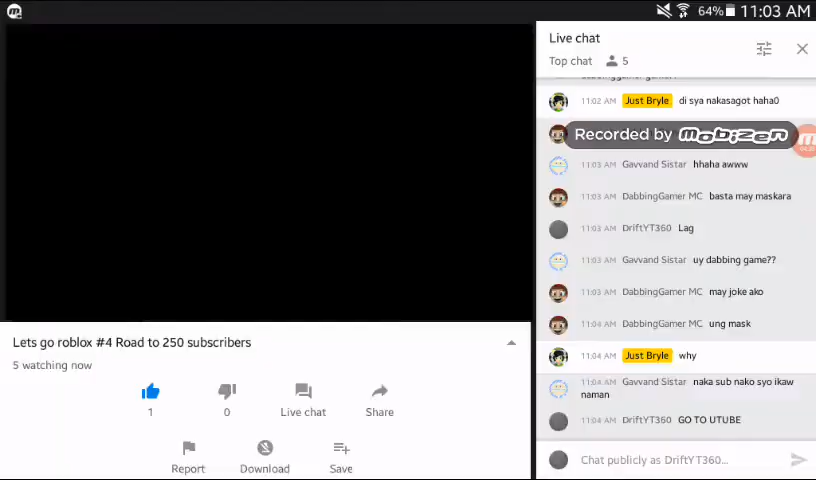 64% 11:03 AM
Live chat
Top chat 5
11:02 AM Just Bryle di sya nakasagot haha0
Recorded by mobizen
11:03 AM Gavvand Sistar hhaha awww
11:03 AM DabbingGamer MC basta may maskara
11:03 AM DriftYT360 Lag
11:03 AM Gavvand Sistar uy dabbing game??
11:03 AM DabbingGamer MC may joke ako
11:04 AM DabbingGamer MC ung mask
11:04 AM Just Bryle why
11:04 AM Gavvand Sistar naka sub nako syo ikaw
naman
11:04 AM DriftYT360 GO TO UTUBE
Chat publicly as DriftYT360...
Lets go roblox #4 Road to 250 subscribers
5 watching now
1 0 Live chat Share
Report Download Save